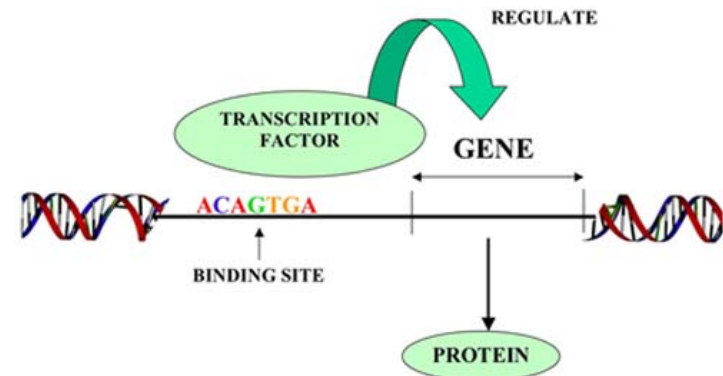 REGULATE
TRANSCRIPTION
FACTOR
GENE
ACAGTGA
BINDING SITE
PROTEIN